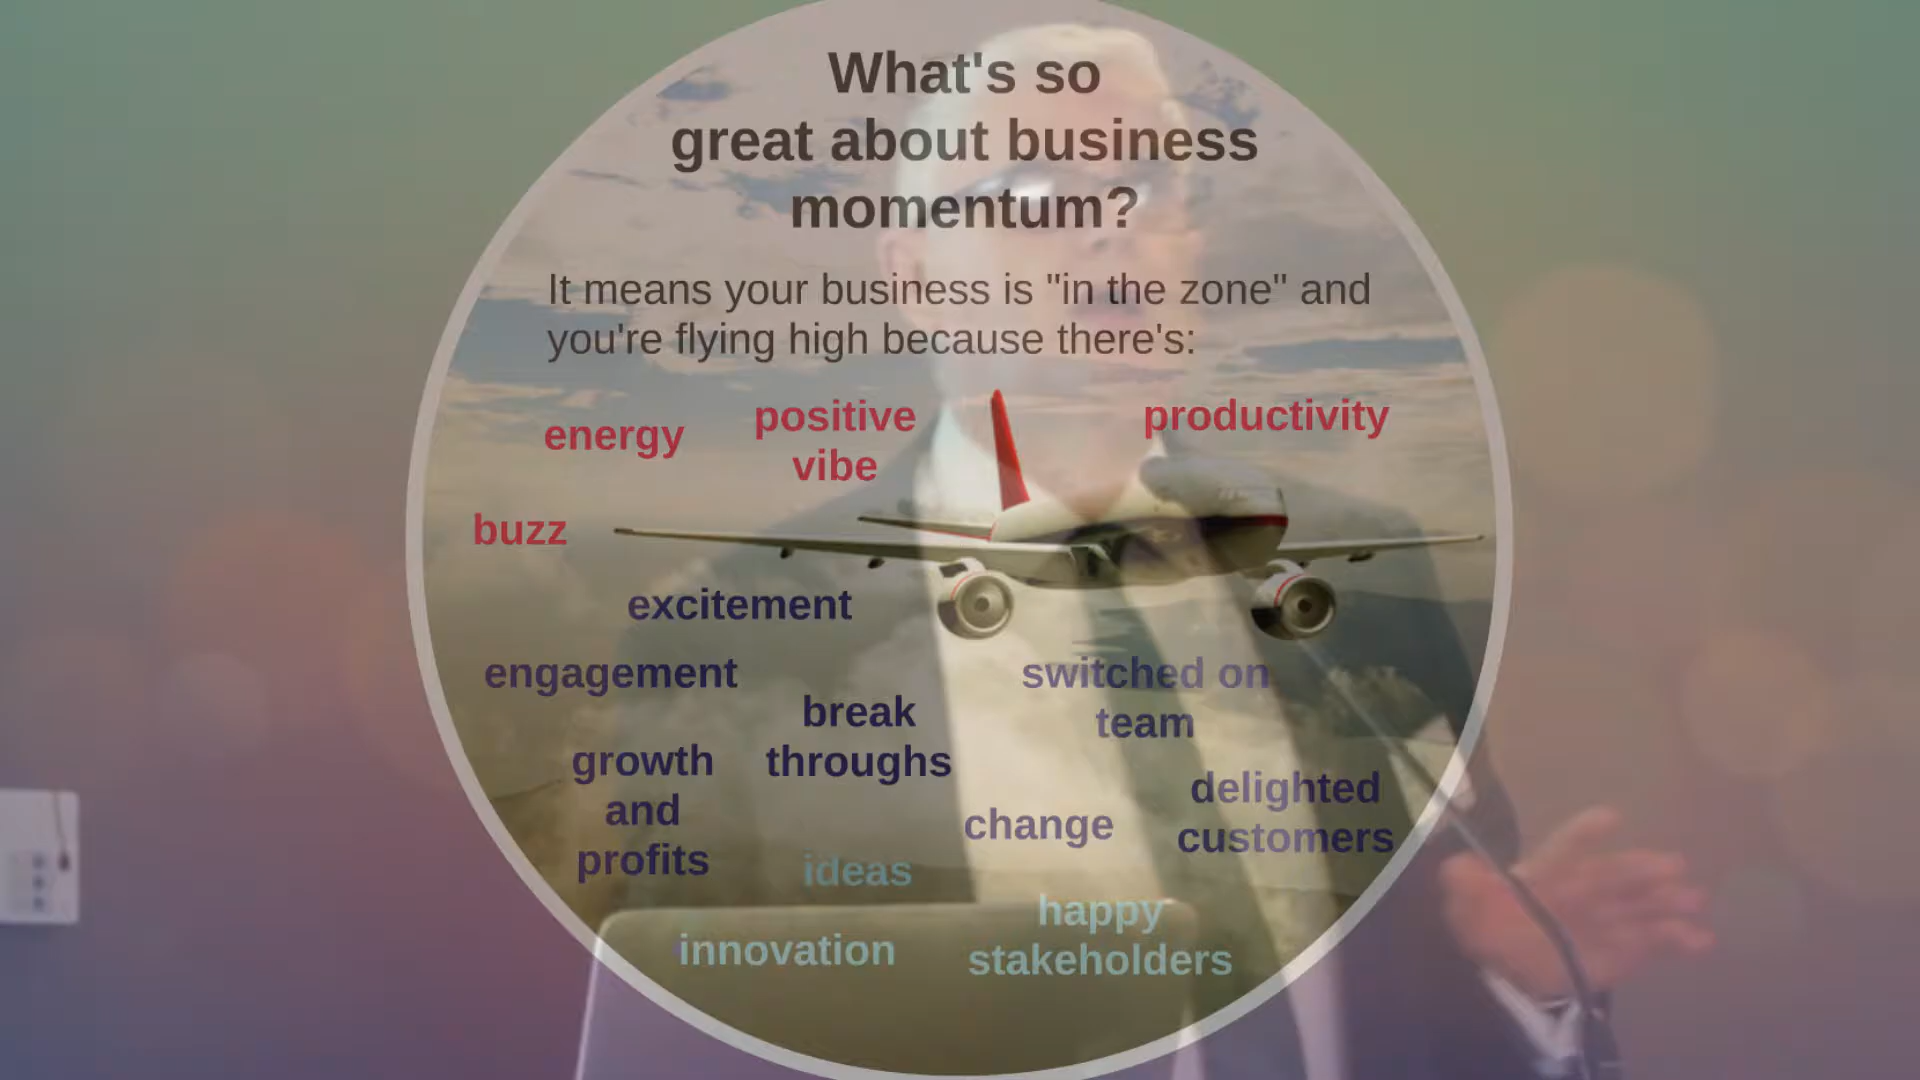 What's so
great about business
momentum?
It means your business is "in the zone" and
you're flying high because there's:
energy
positive
vibe
productivity
buzz
excitement
engagement
break
throughs
switched on
team
growth
and
profits
change
delighted
customers
ideas
happy
stakeholders
innovation